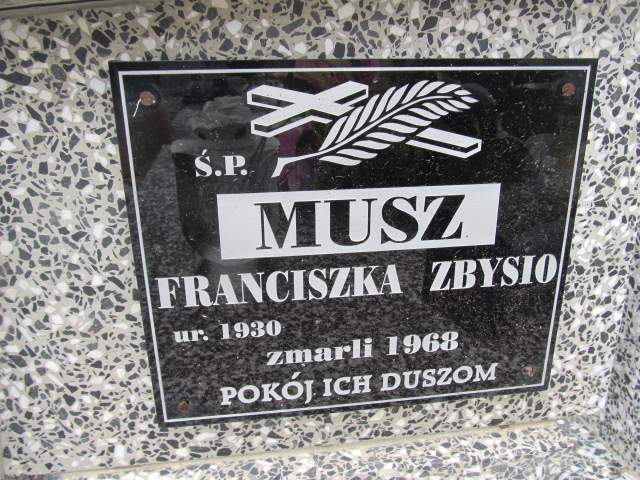 Ś.P.
MUSZ
FRANCISZKA ZBYSIO
ur. 1930
zmarli 1968
POKÓJ ICH DUSZOM